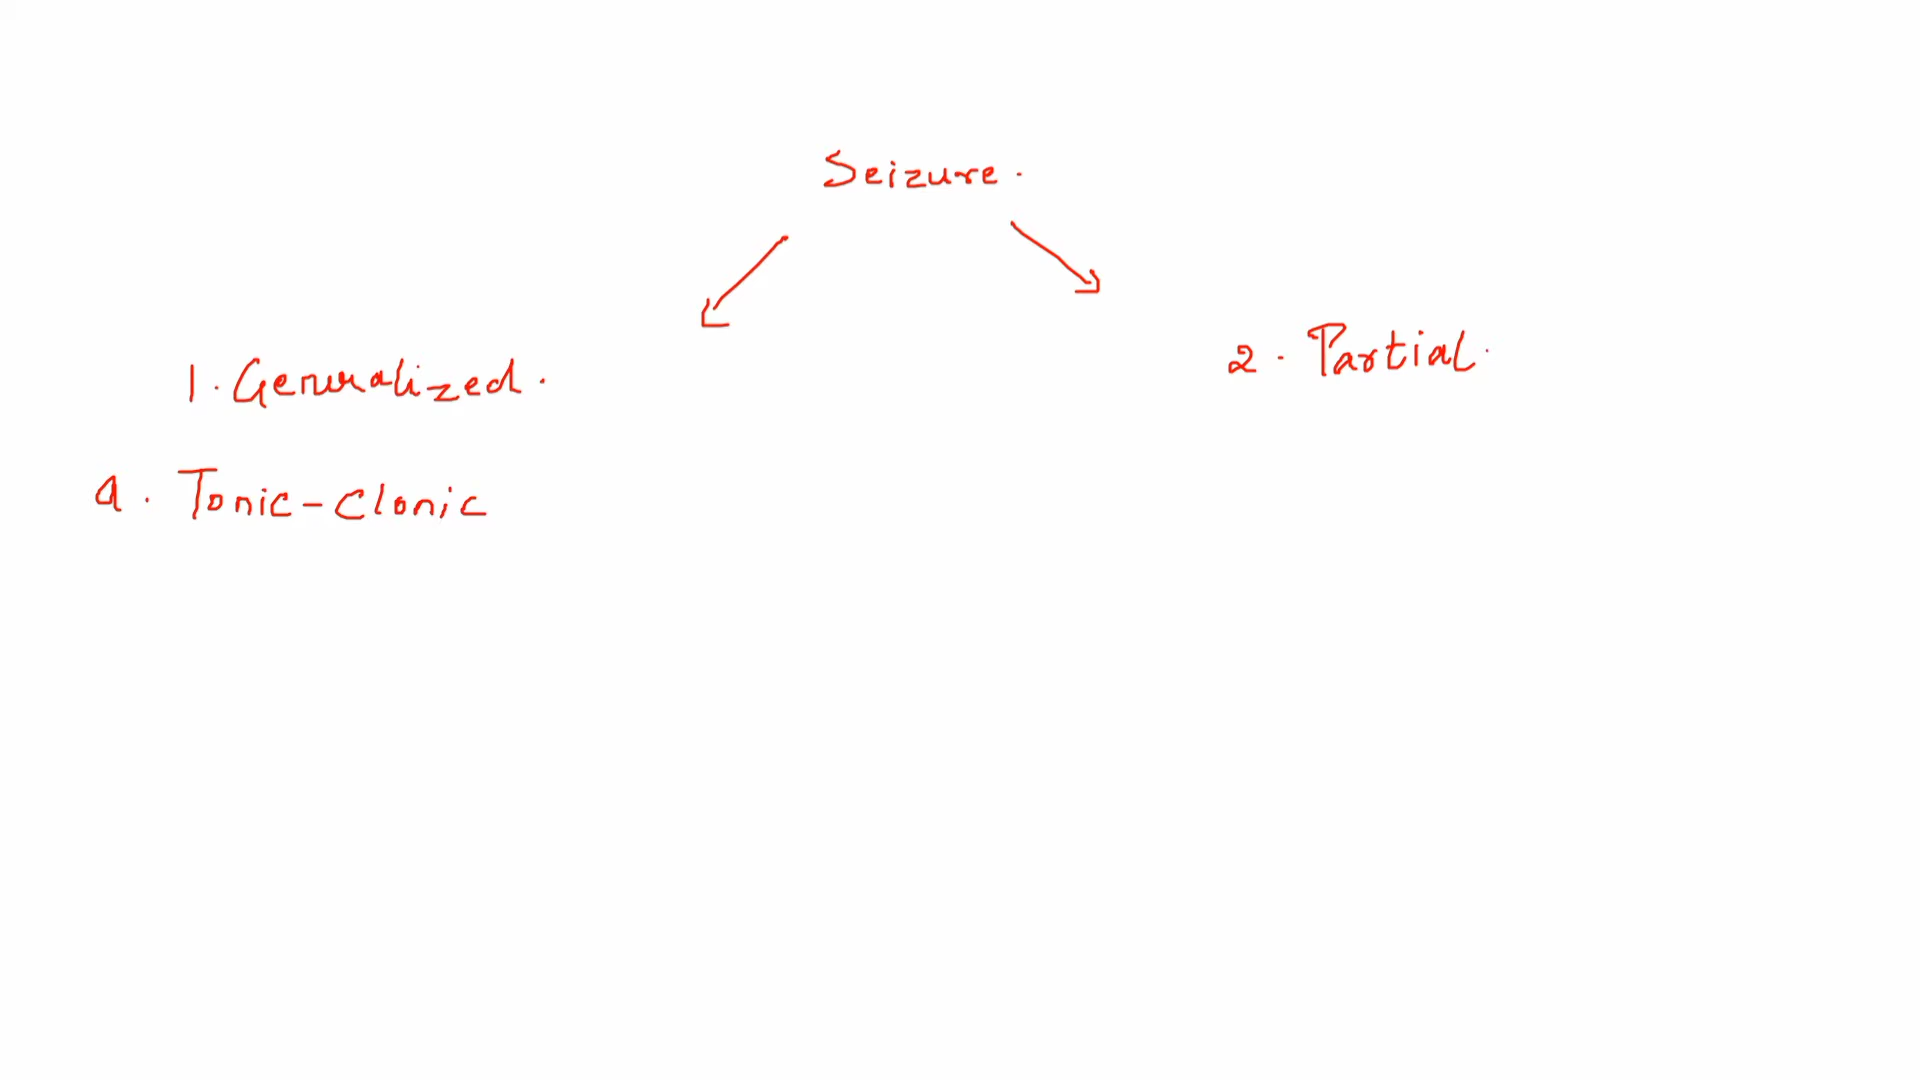 Seizure.
1. Generalized.
2. Partial.
a. Tonic-Clonic